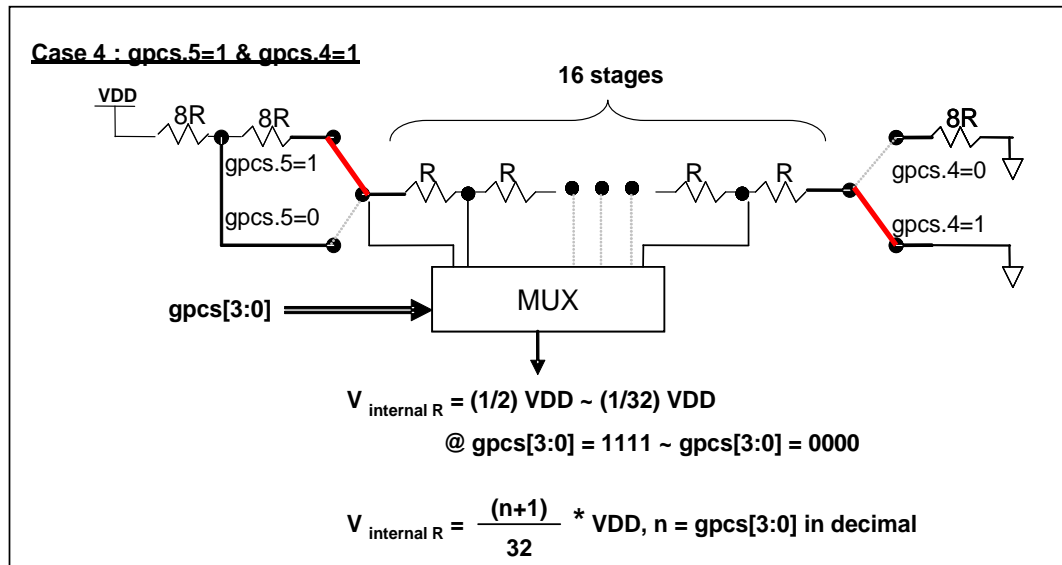 Case 4 : gpcs.5=1 & gpcs.4=1
16 stages
VDD
8R
8R
8R
gpcs.5=1
R
R
R
R
gpcs.4=0
gpcs.5=0
gpcs.4=1
MUX
gpcs[3:0]
V internal R = (1/2) VDD ~ (1/32) VDD
@ gpcs[3:0] = 1111 ~ gpcs[3:0] = 0000
V internal R = (n+1) / 32 * VDD, n = gpcs[3:0] in decimal